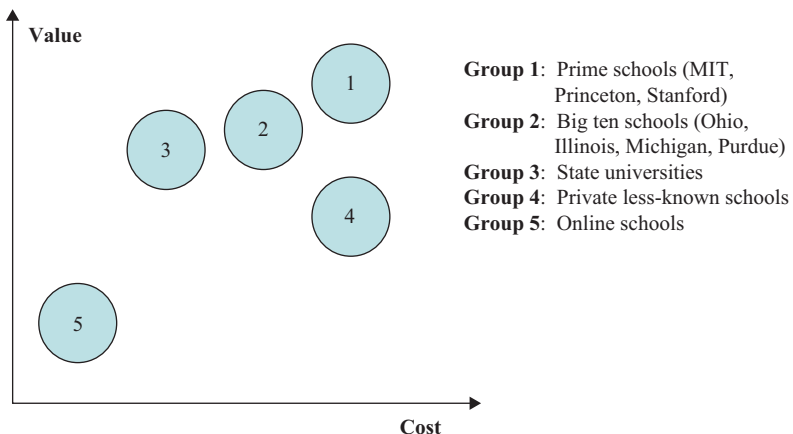 Value
1
2
3
4
5
Cost
Group 1: Prime schools (MIT,
Princeton, Stanford)
Group 2: Big ten schools (Ohio,
Illinois, Michigan, Purdue)
Group 3: State universities
Group 4: Private less-known schools
Group 5: Online schools